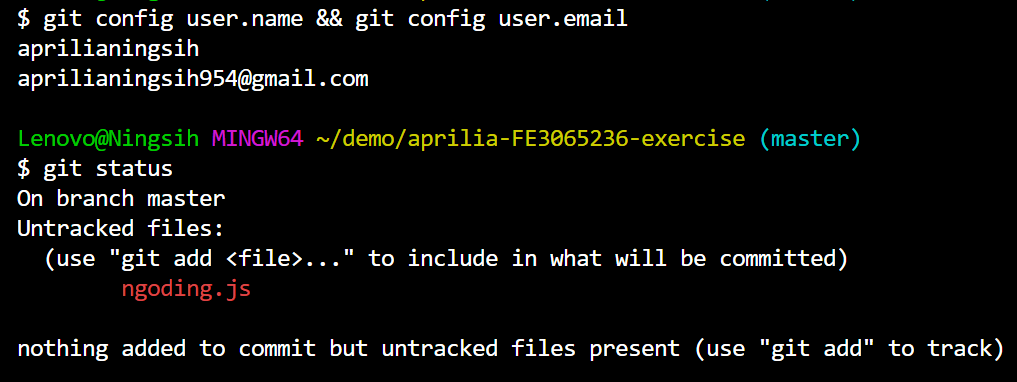 $ git config user.name && git config user.email
aprilianingsih
aprilianingsih954@gmail.com
Lenovo@Ningsih MINGW64 ~/demo/aprilia-FE3065236-exercise (master)
$ git status
On branch master
Untracked files:
  (use "git add <file>..." to include in what will be committed)
        ngoding.js
nothing added to commit but untracked files present (use "git add" to track)